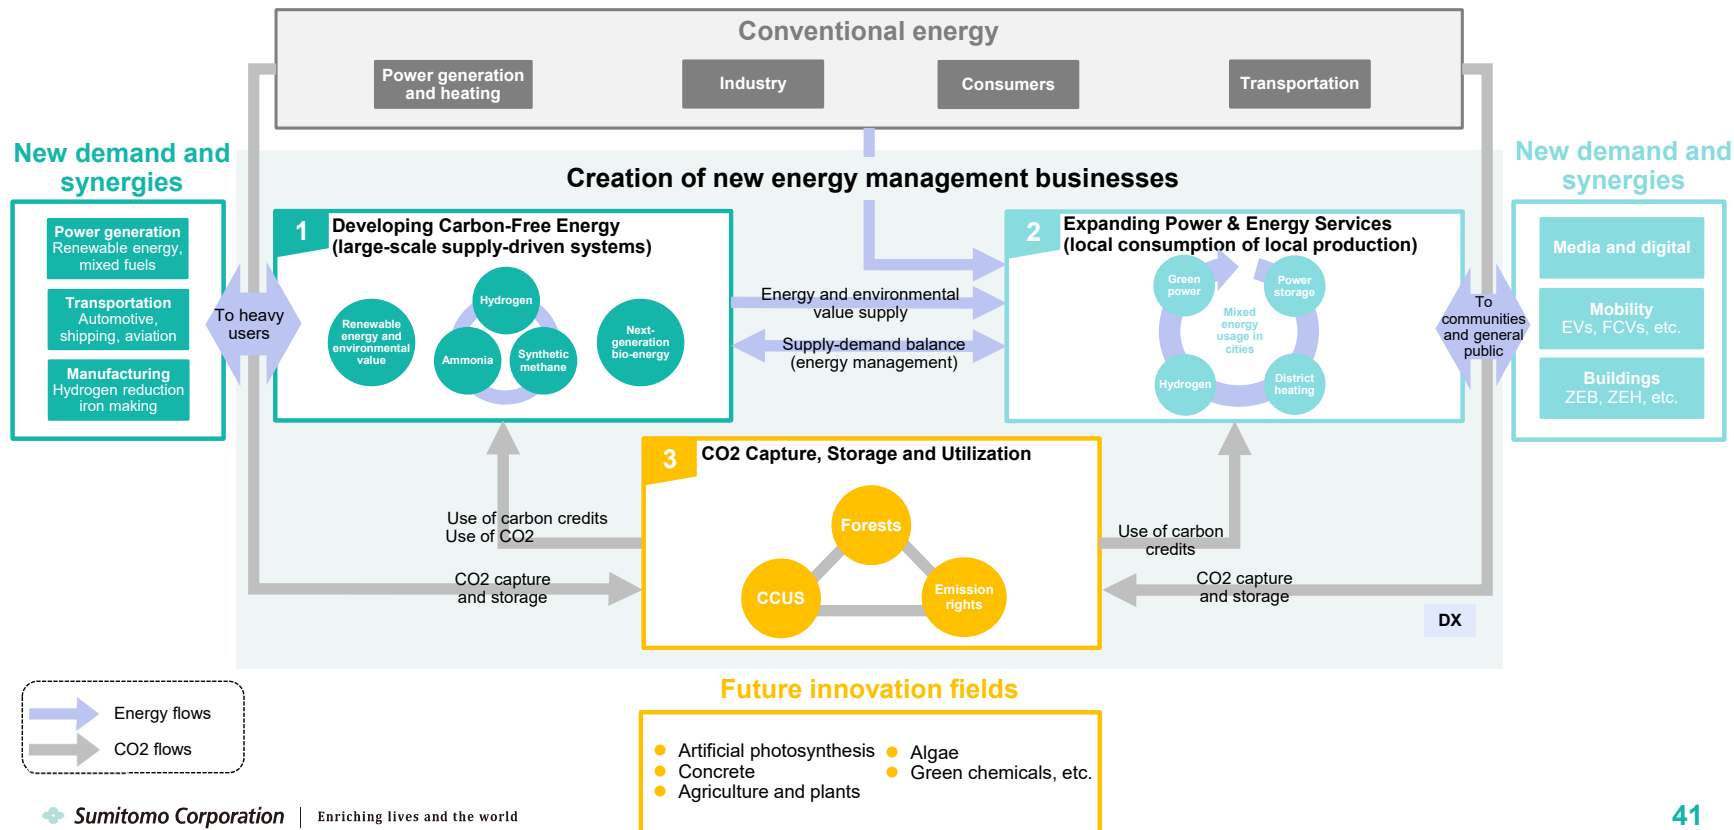 Conventional energy
Power generation
and heating
Industry
Consumers
Transportation
New demand and
synergies
Power generation
Renewable energy,
mixed fuels
Transportation
Automotive,
shipping, aviation
Manufacturing
Hydrogen reduction
iron making
To heavy
users
Creation of new energy management businesses
1
Developing Carbon-Free Energy
(large-scale supply-driven systems)
Renewable
energy and
environmental
value
Hydrogen
Ammonia
Synthetic
methane
Next-
generation
bio-energy
Energy and environmental
value supply
Supply-demand balance
(energy management)
2
Expanding Power & Energy Services
(local consumption of local production)
Green
power
Power
storage
Mixed
energy
usage in
cities
Hydrogen
District
heating
To
communities
and general
public
New demand and
synergies
Media and digital
Mobility
EVs, FCVs, etc.
Buildings
ZEB, ZEH, etc.
3
CO2 Capture, Storage and Utilization
Forests
CCUS
Emission
rights
Use of carbon credits
Use of CO2
CO2 capture
and storage
Use of carbon
credits
CO2 capture
and storage
DX
Energy flows
CO2 flows
Future innovation fields
Artificial photosynthesis
Concrete
Agriculture and plants
Algae
Green chemicals, etc.
Sumitomo Corporation | Enriching lives and the world
41